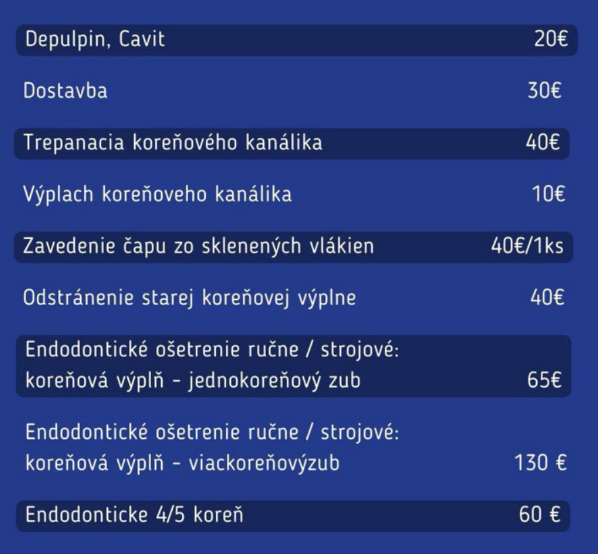 Depulpin, Cavit 20€
Dostavba 30€
Trepanacia koreňového kanálika 40€
Výplach koreňoveho kanálika 10€
Zavedenie čapu zo sklenených vlákien 40€/1ks
Odstránenie starej koreňovej výplne 40€
Endodontické ošetrenie ručne / strojové:
koreňová výplň - jednokoreňový zub 65€
Endodontické ošetrenie ručne / strojové:
koreňová výplň - viackoreňovýzub 130 €
Endodonticke 4/5 koreň 60 €